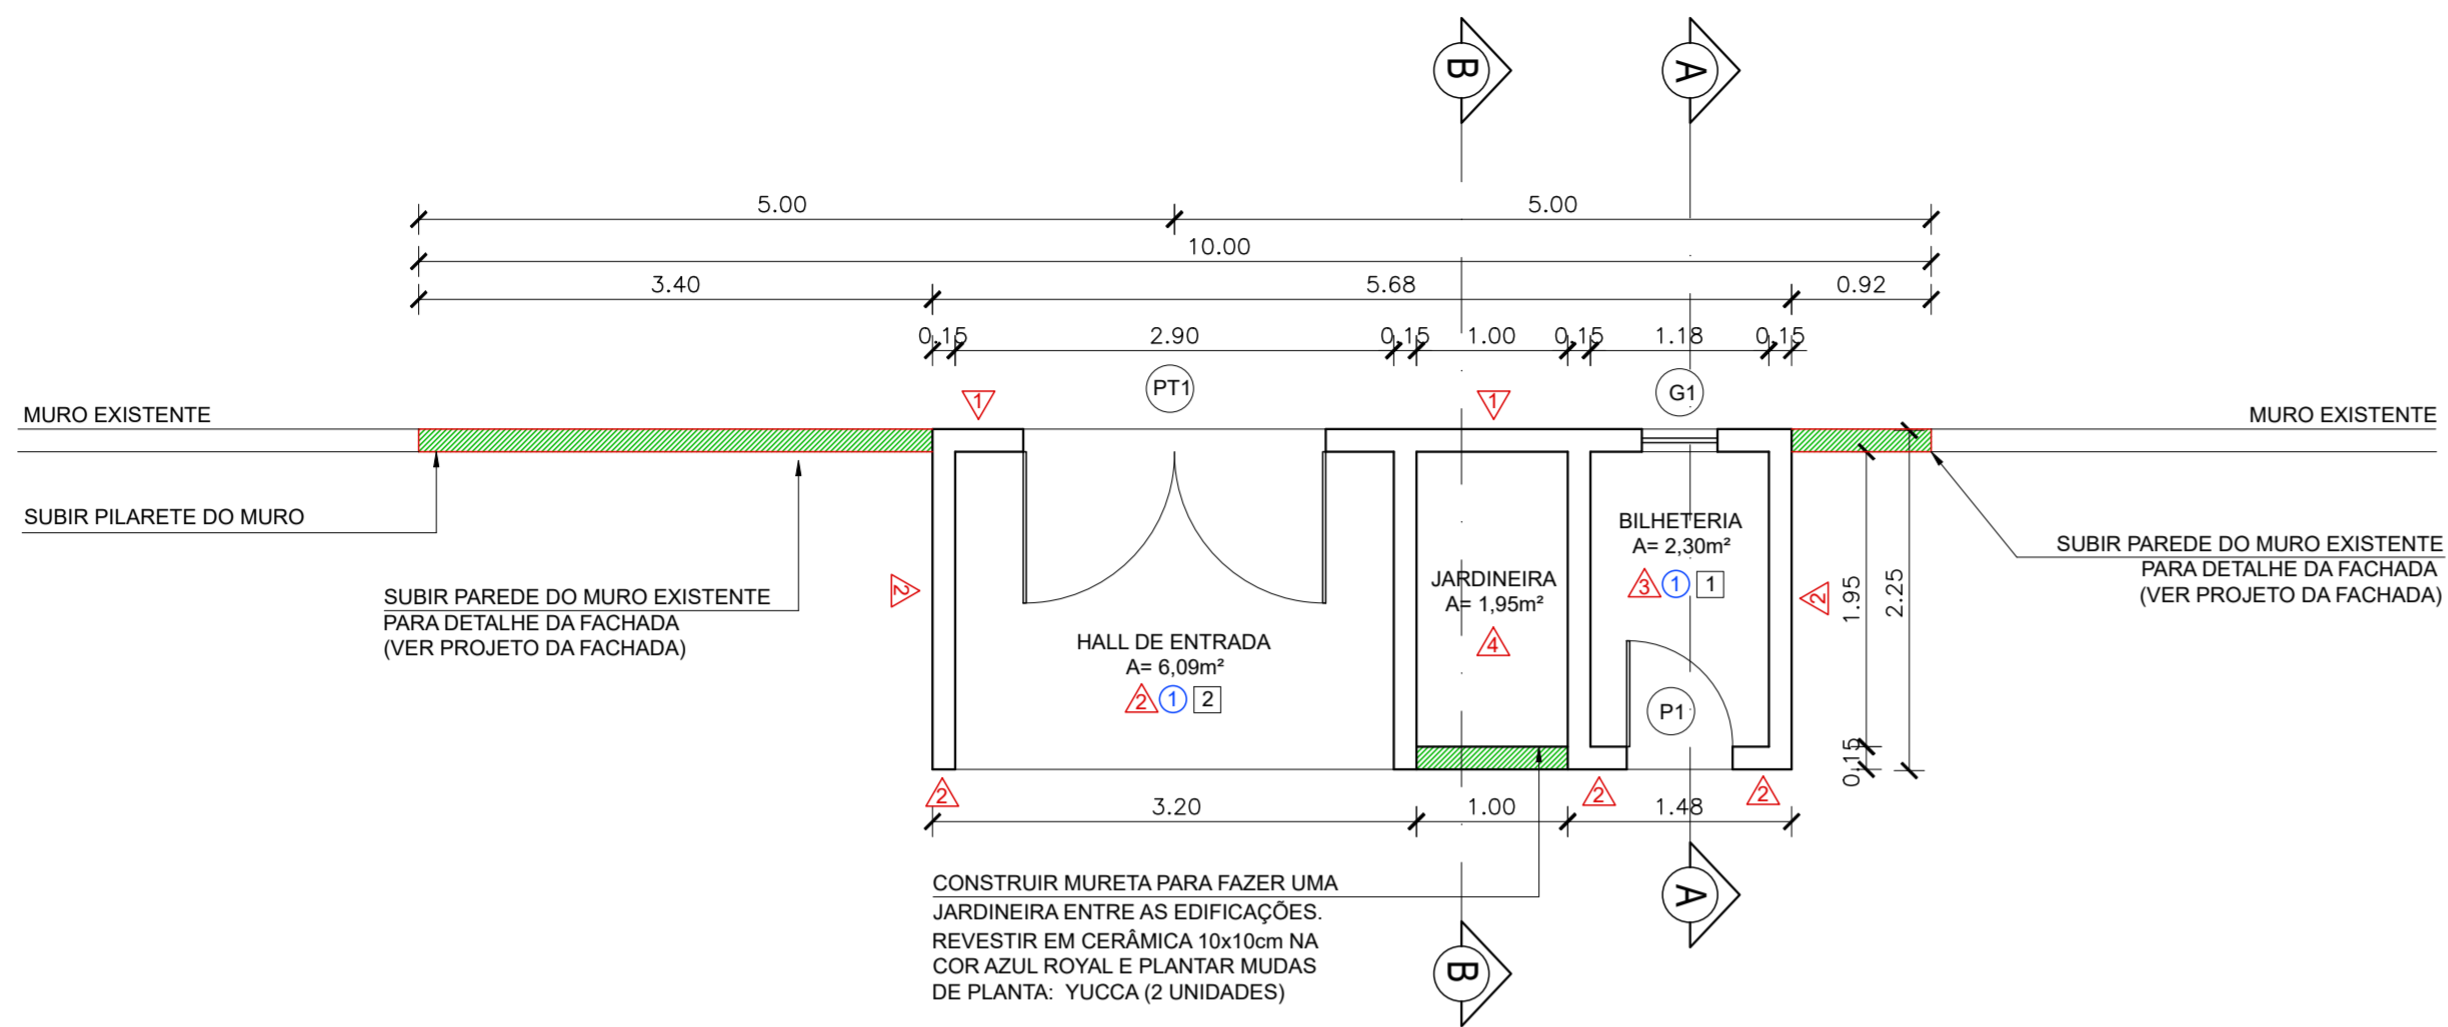 B
A
5.00
5.00
10.00
3.40
5.68
0.92
0.15
2.90
0.15
1.00
0.15
1.18
0.15
1
PT1
1
G1
MURO EXISTENTE
MURO EXISTENTE
SUBIR PILARETE DO MURO
SUBIR PAREDE DO MURO EXISTENTE
PARA DETALHE DA FACHADA
(VER PROJETO DA FACHADA)
2
HALL DE ENTRADA
A= 6,09m²
2 1 2
JARDINEIRA
A= 1,95m²
4
BILHETERIA
A= 2,30m²
3 1 1
P1
2
1.95
2.25
0.15
SUBIR PAREDE DO MURO EXISTENTE
PARA DETALHE DA FACHADA
(VER PROJETO DA FACHADA)
2
2
2
3.20
1.00
1.48
CONSTRUIR MURETA PARA FAZER UMA
JARDINEIRA ENTRE AS EDIFICAÇÕES.
REVESTIR EM CERÂMICA 10x10cm NA
COR AZUL ROYAL E PLANTAR MUDAS
DE PLANTA: YUCCA (2 UNIDADES)
A
B